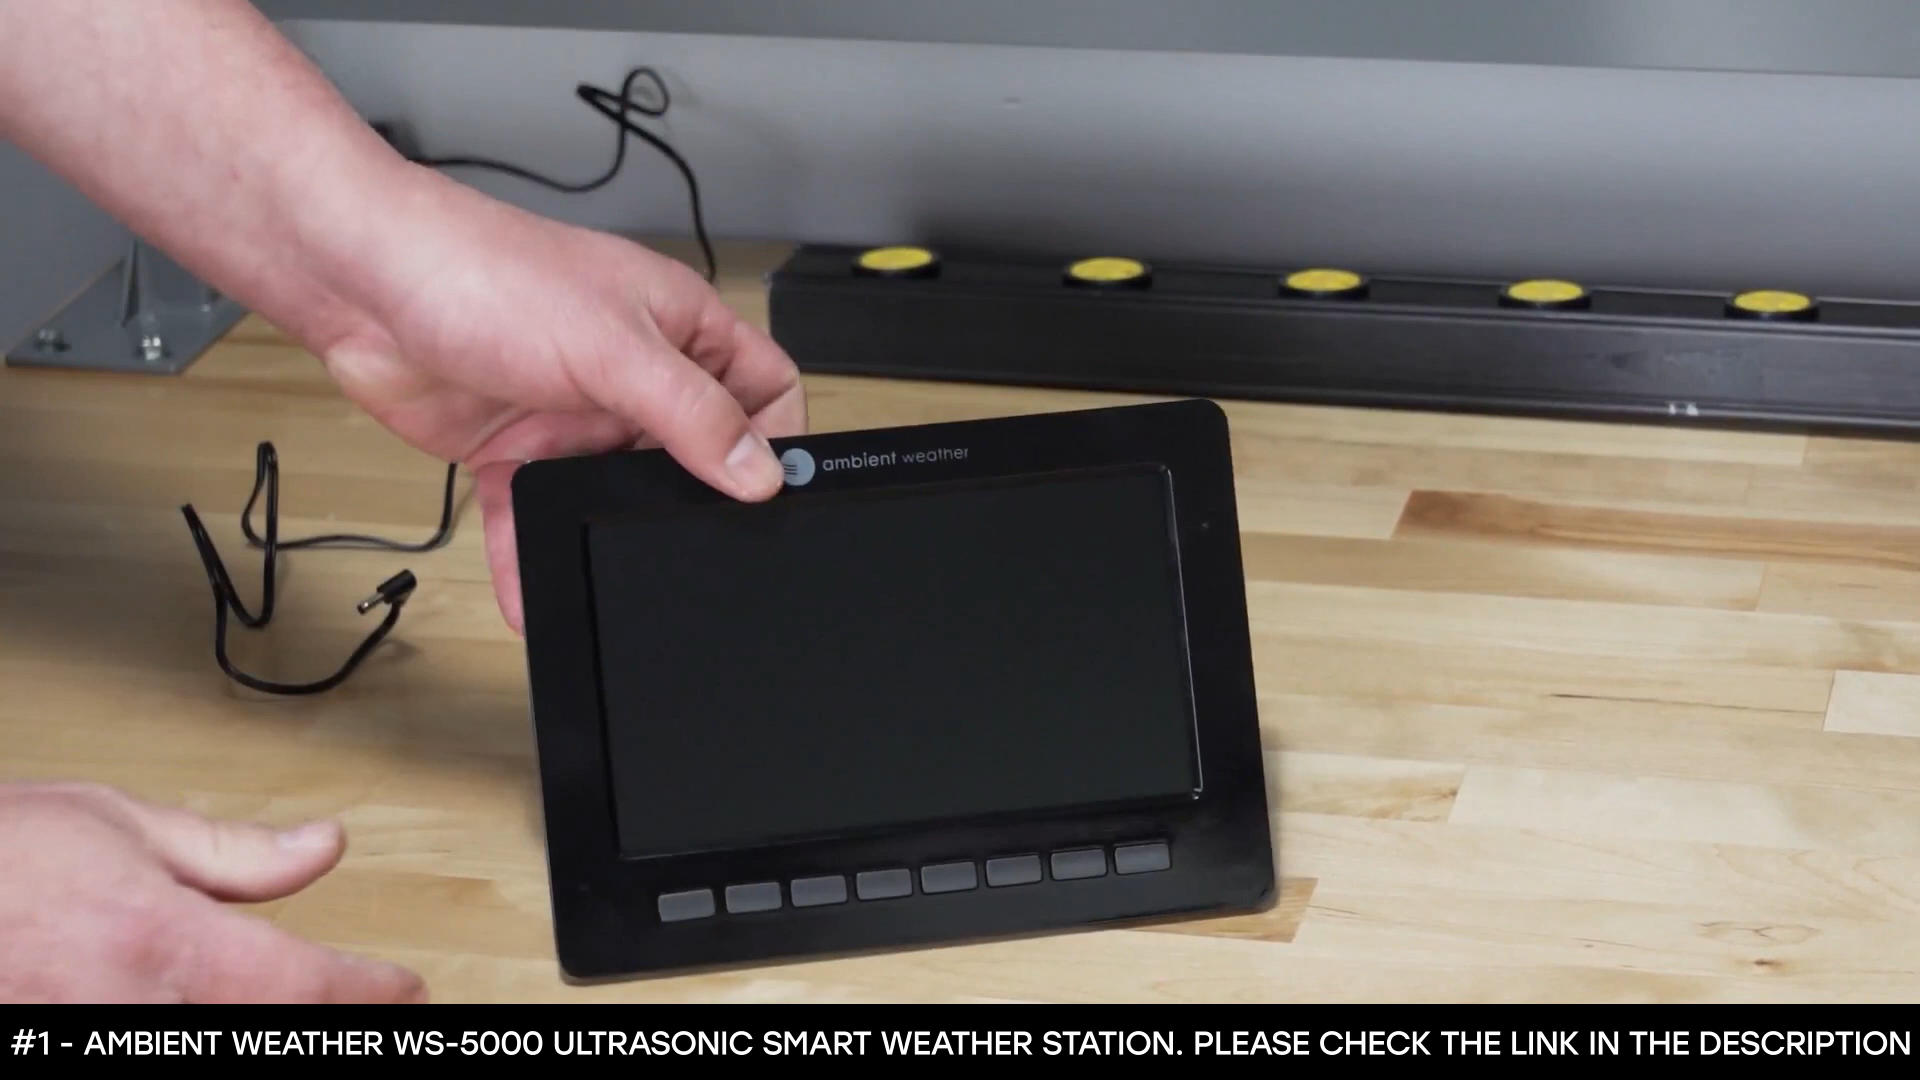 ambient weather
#1 - AMBIENT WEATHER WS-5000 ULTRASONIC SMART WEATHER STATION. PLEASE CHECK THE LINK IN THE DESCRIPTION